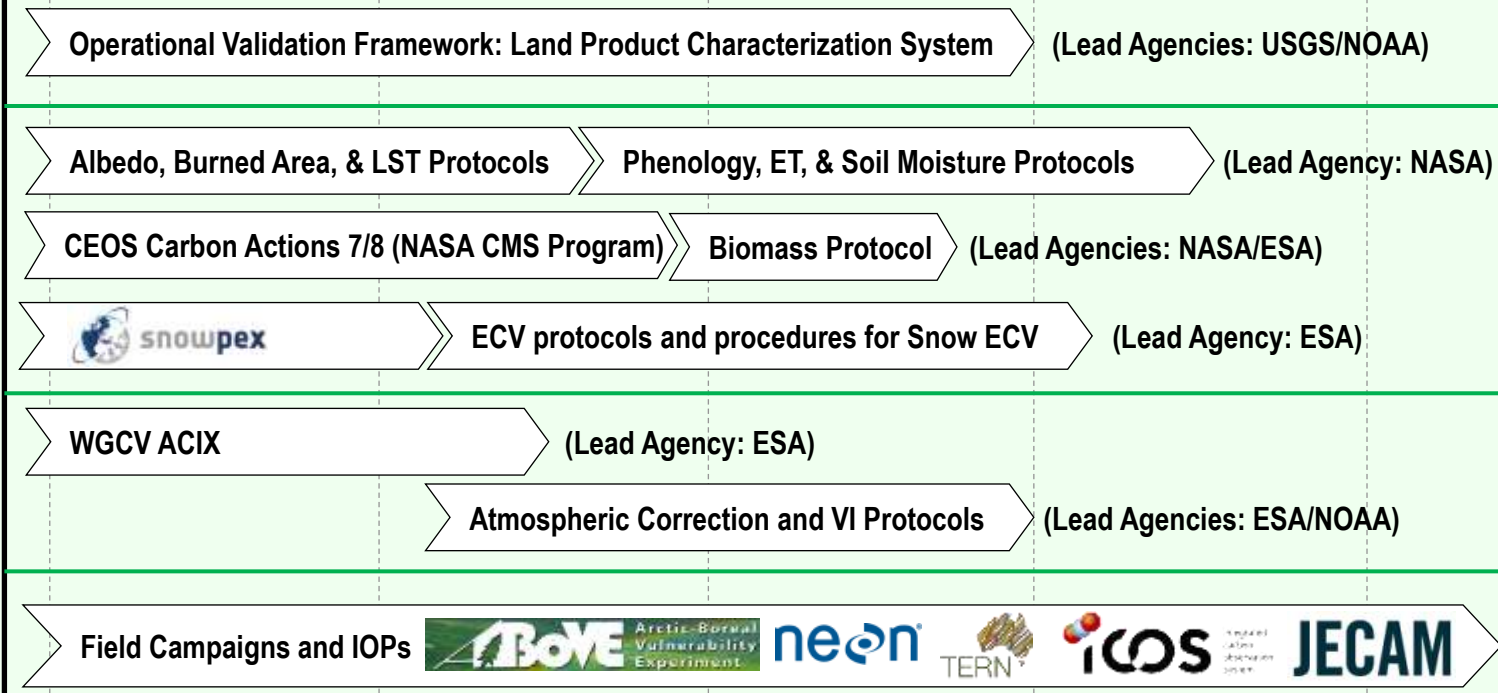 Operational Validation Framework: Land Product Characterization System (Lead Agencies: USGS/NOAA)
Albedo, Burned Area, & LST Protocols Phenology, ET, & Soil Moisture Protocols (Lead Agency: NASA)
CEOS Carbon Actions 7/8 (NASA CMS Program) Biomass Protocol (Lead Agencies: NASA/ESA)
snowpex ECV protocols and procedures for Snow ECV (Lead Agency: ESA)
WGCV ACIX (Lead Agency: ESA)
Atmospheric Correction and VI Protocols (Lead Agencies: ESA/NOAA)
Field Campaigns and IOPs ABoVE Arctic-Boreal Vulnerability Experiment neon TERN icos JECAM